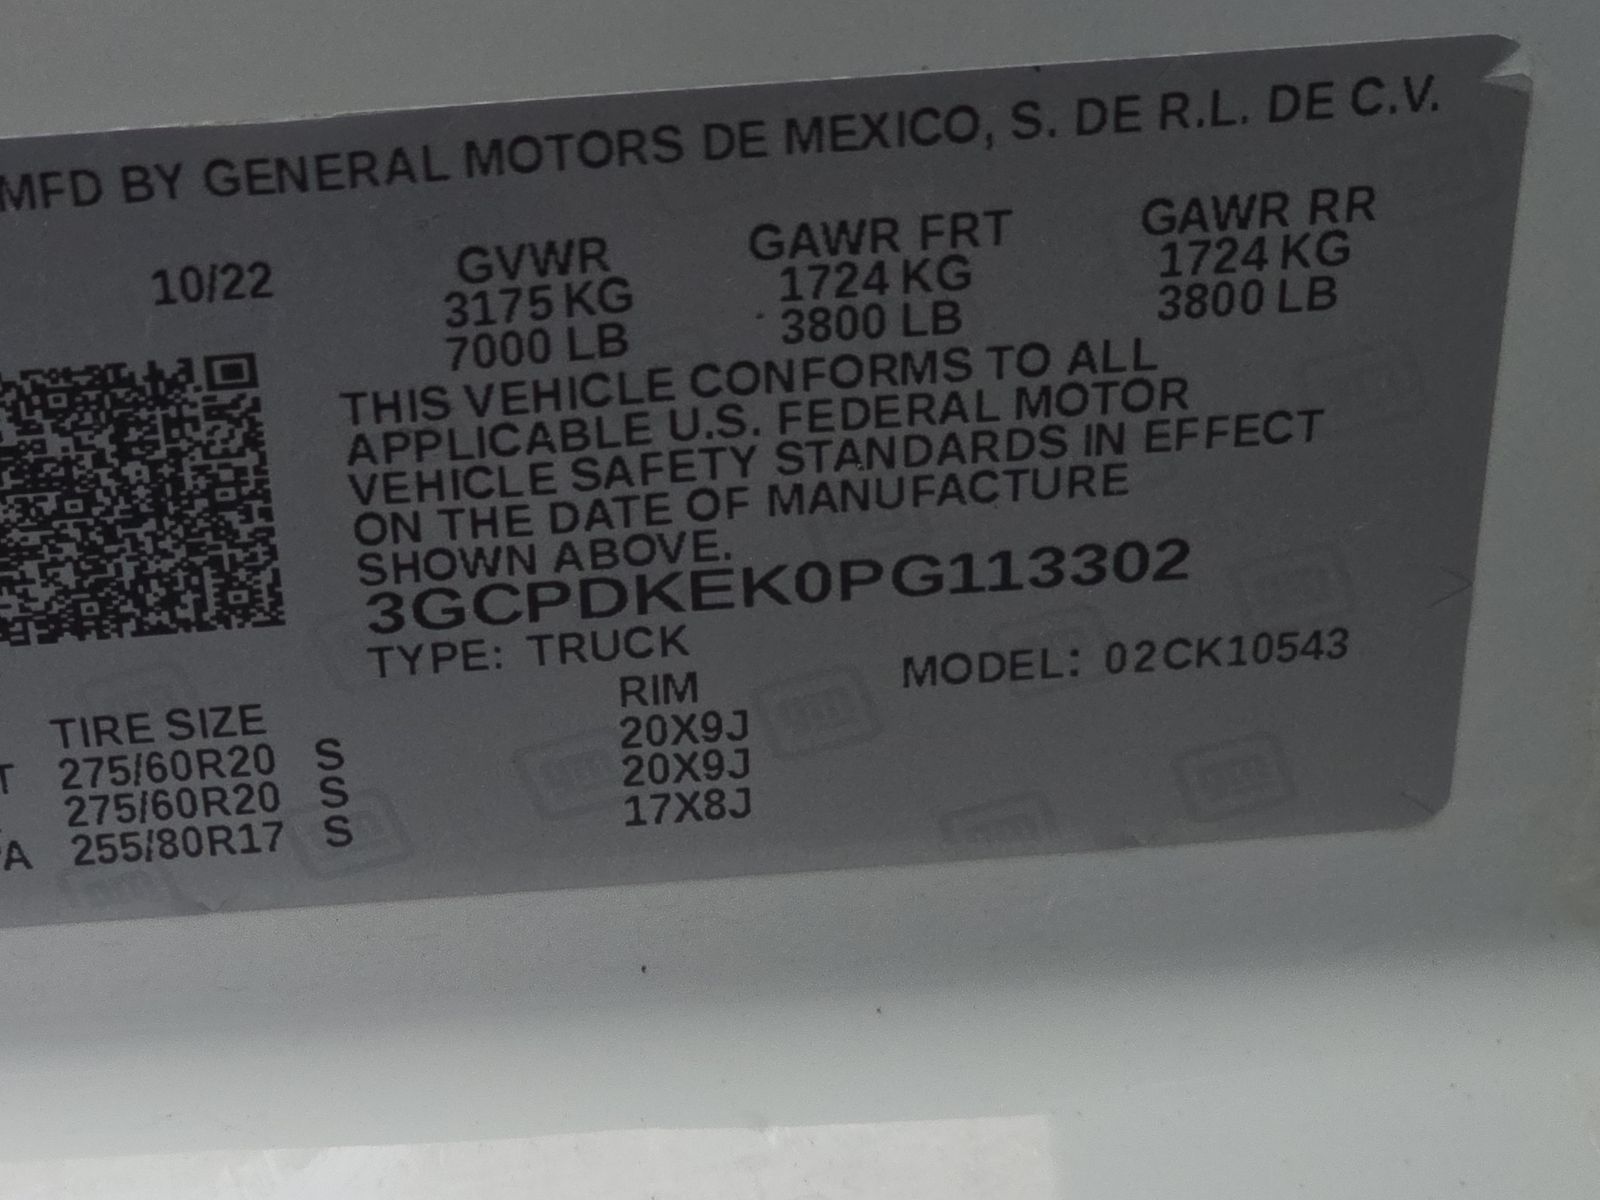 MFD BY GENERAL MOTORS DE MEXICO, S. DE R.L. DE C.V.
10/22
GVWR
3175 KG
7000 LB
GAWR FRT
1724 KG
3800 LB
GAWR RR
1724 KG
3800 LB
THIS VEHICLE CONFORMS TO ALL
APPLICABLE U.S. FEDERAL MOTOR
VEHICLE SAFETY STANDARDS IN EFFECT
ON THE DATE OF MANUFACTURE
SHOWN ABOVE.
3GCPDKEK0PG113302
TYPE: TRUCK MODEL: 02CK10543
TIRE SIZE RIM
T 275/60R20 S 20X9J
275/60R20 S 20X9J
A 255/80R17 S 17X8J